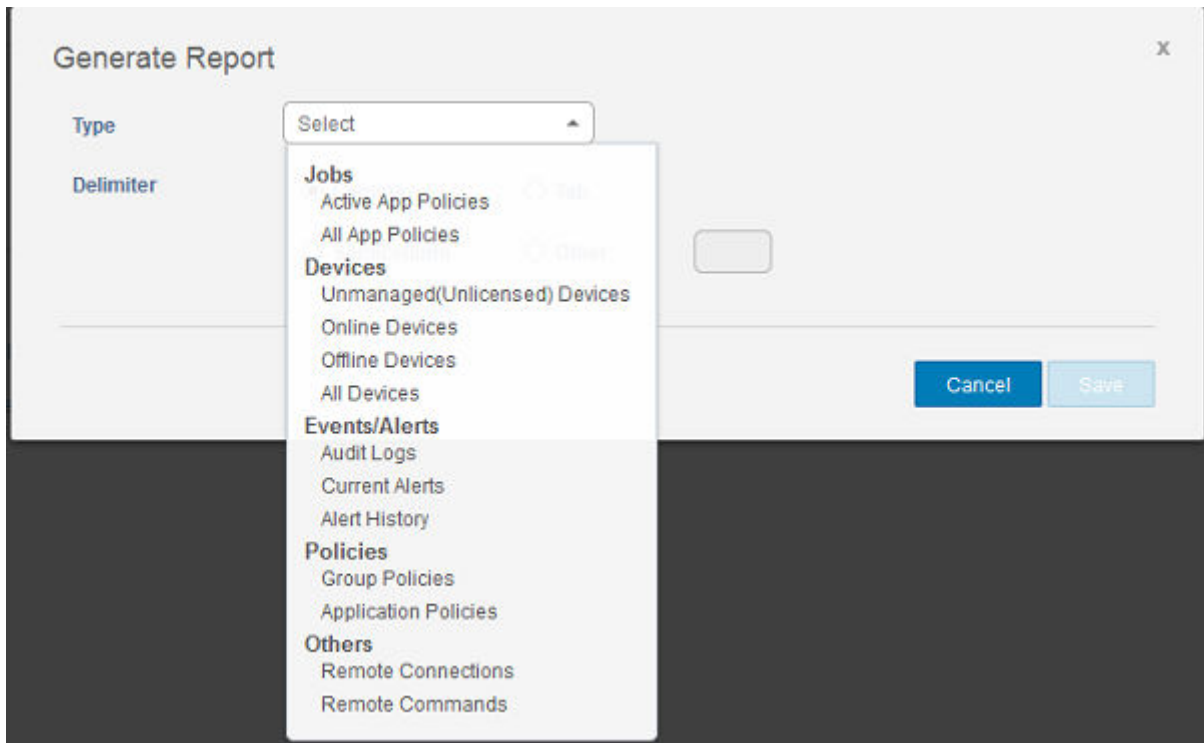 Generate Report
x
Type
Select
Delimiter
Jobs
Active App Policies
All App Policies
Devices
Unmanaged(Unlicensed) Devices
Online Devices
Offline Devices
All Devices
Events/Alerts
Audit Logs
Current Alerts
Alert History
Policies
Group Policies
Application Policies
Others
Remote Connections
Remote Commands
Tab
Other
Cancel
Save